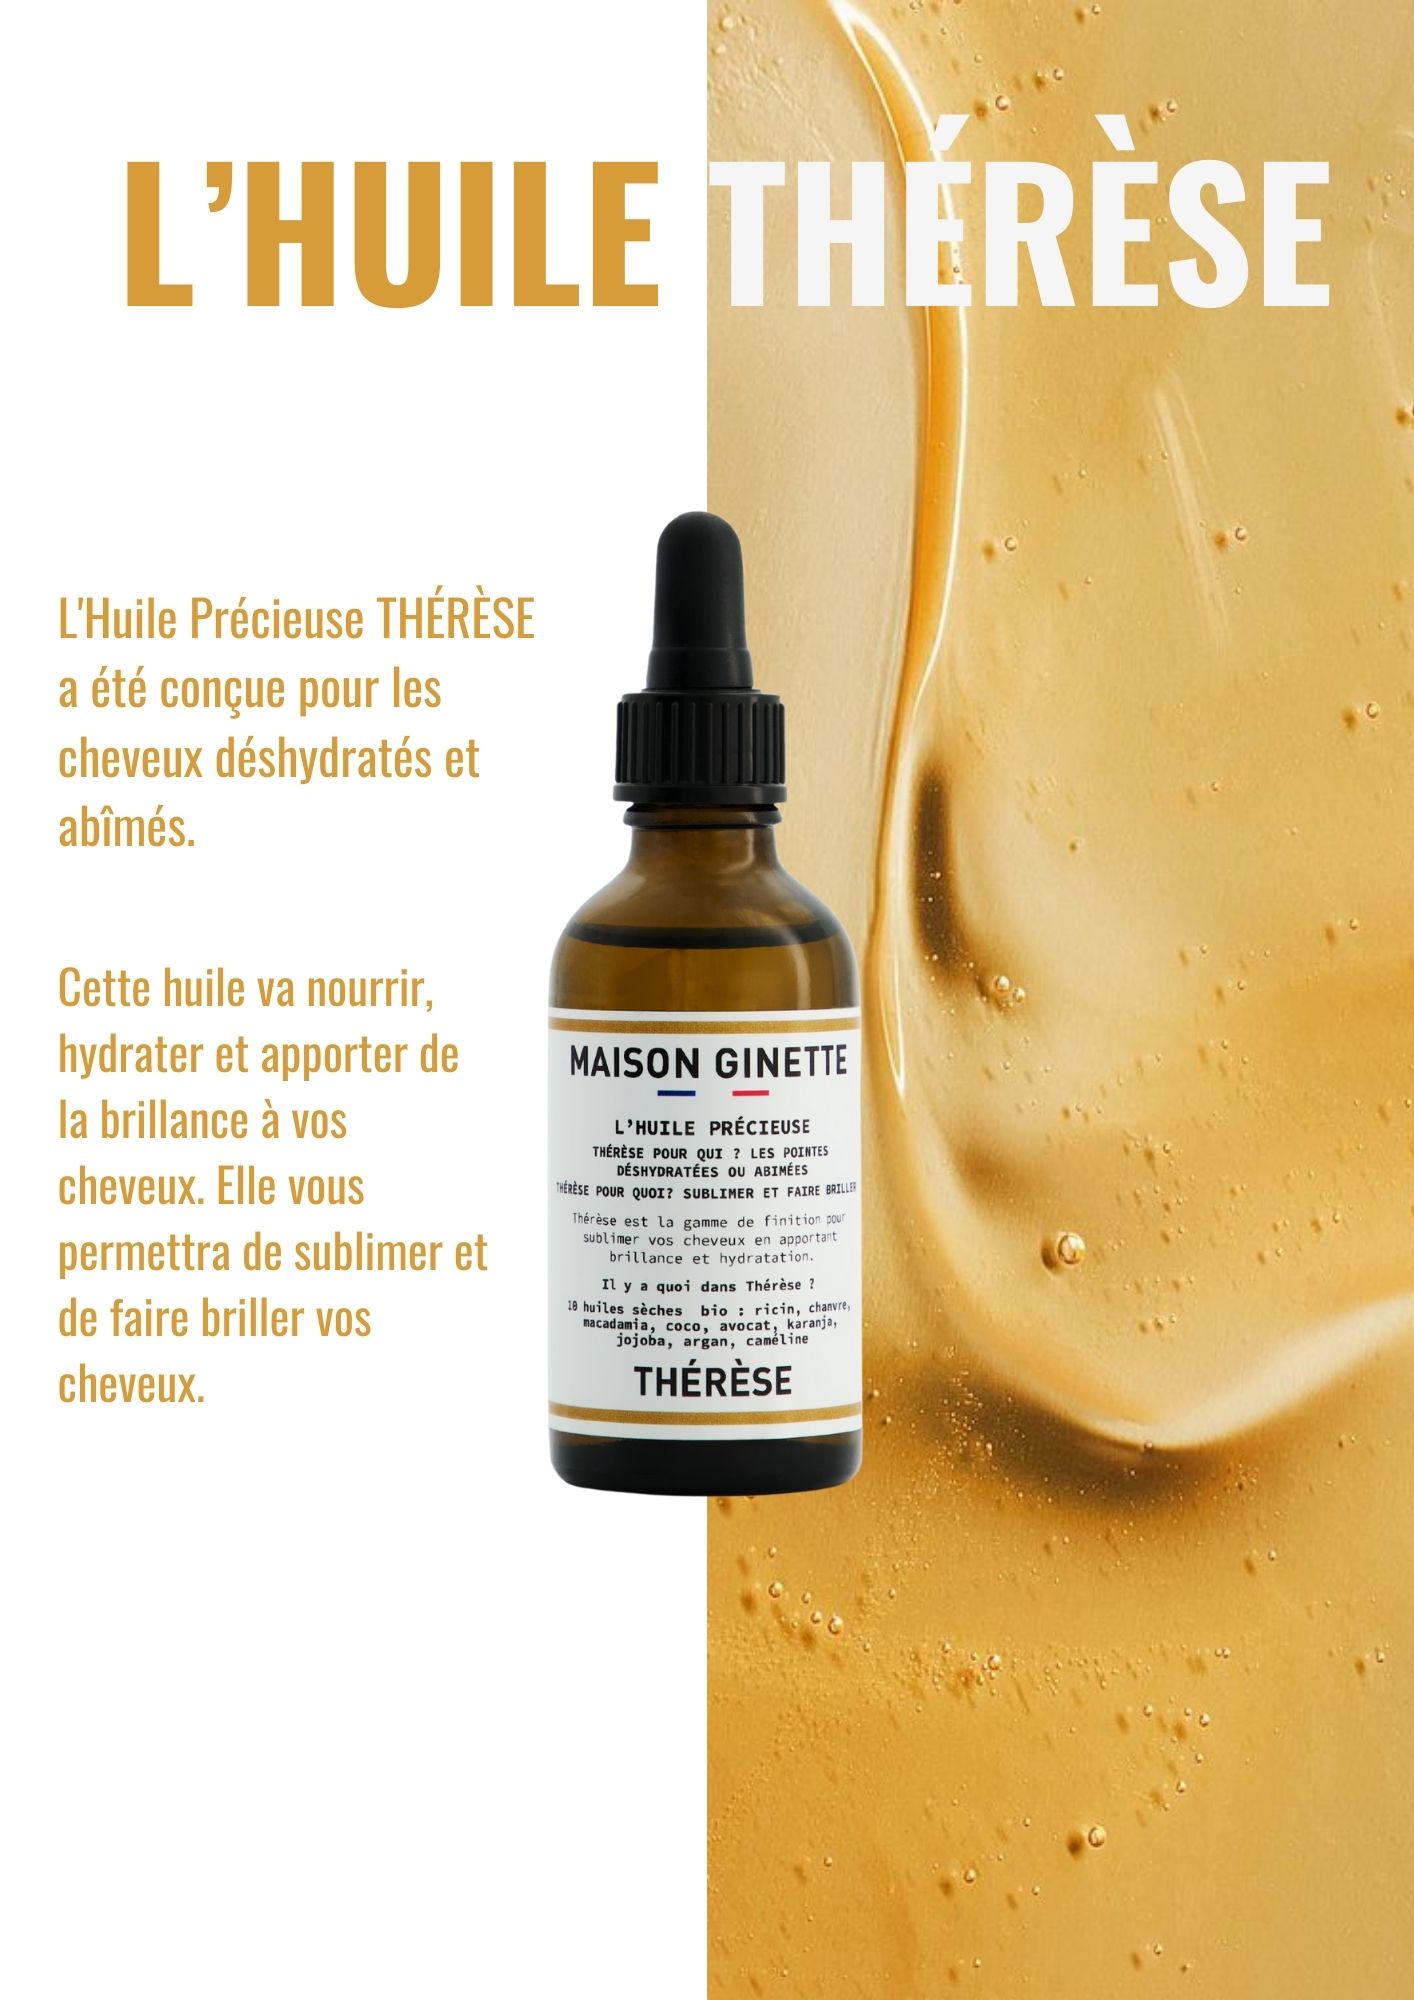 L’HUILE THÉRÈSE
L'Huile Précieuse THÉRÈSE
a été conçue pour les
cheveux déshydratés et
abîmés.
Cette huile va nourrir,
hydrater et apporter de
la brillance à vos
cheveux. Elle vous
permettra de sublimer et
de faire briller vos
cheveux.
MAISON GINETTE
L’HUILE PRÉCIEUSE
THÉRÈSE POUR QUI ? LES POINTES
DÉSHYDRATÉES OU ABIMÉES
THÉRÈSE POUR QUOI? SUBLIMER ET FAIRE BRILLER
Thérèse est la gamme de finition pour
sublimer vos cheveux en apportant
brillance et hydratation.
Il y a quoi dans Thérèse ?
10 huiles sèches bio : ricin, chanvre,
macadamia, coco, avocat, karanja,
jojoba, argan, caméline
THÉRÈSE